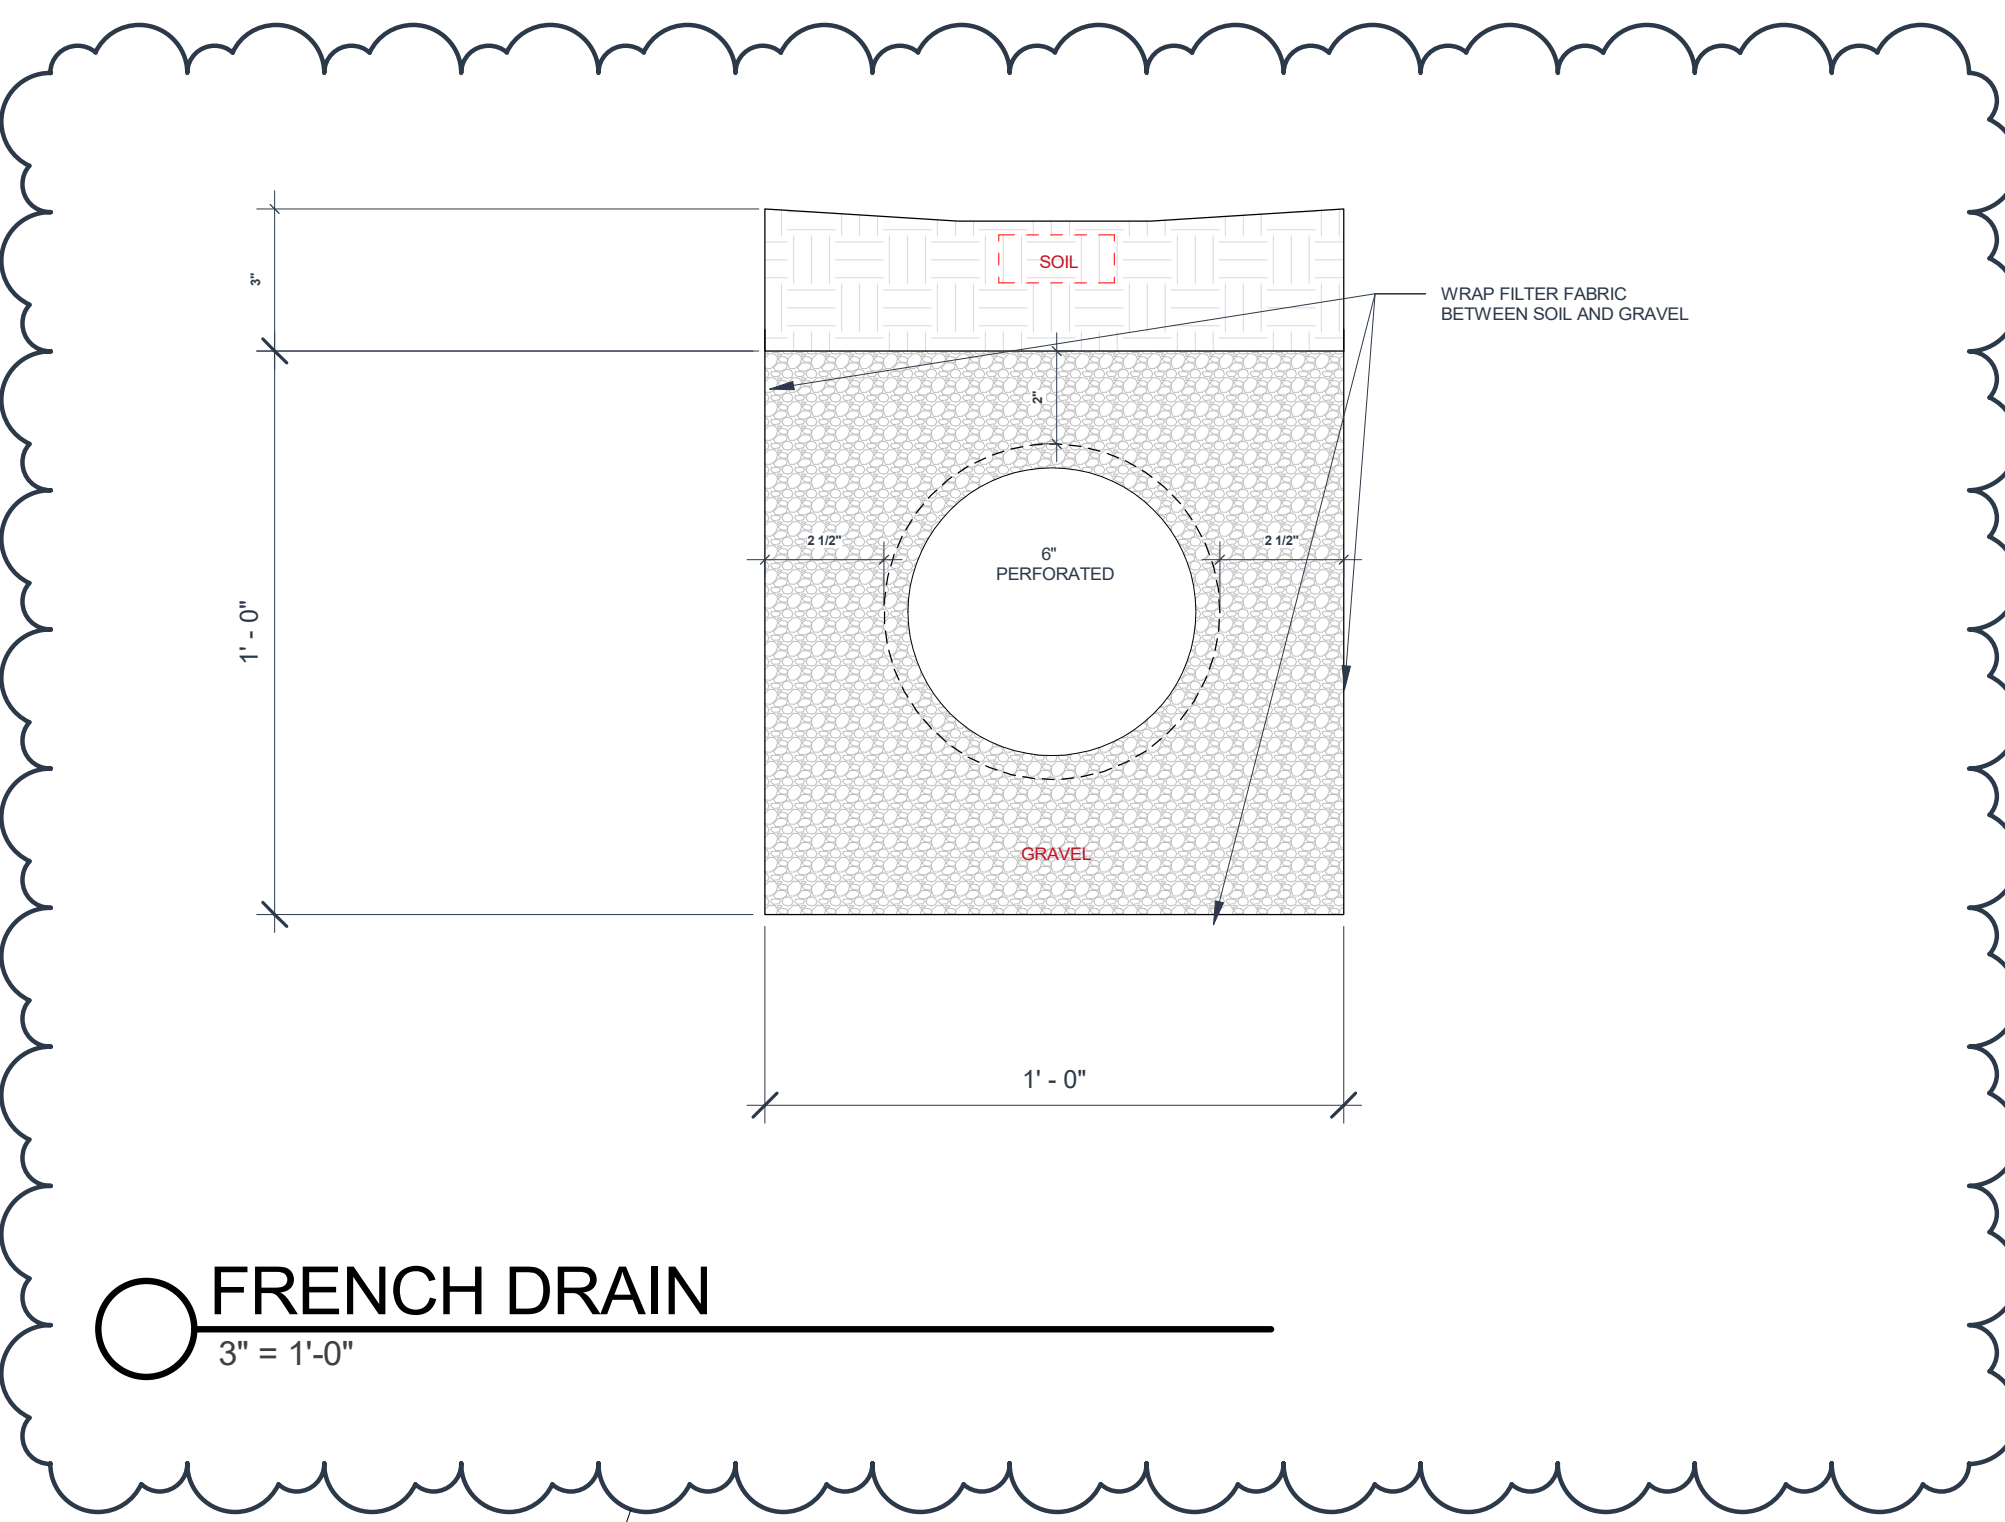 SOIL
3"
WRAP FILTER FABRIC
BETWEEN SOIL AND GRAVEL
2"
2 1/2"
2 1/2"
6"
PERFORATED
1' - 0"
GRAVEL
1' - 0"
FRENCH DRAIN
3" = 1'-0"